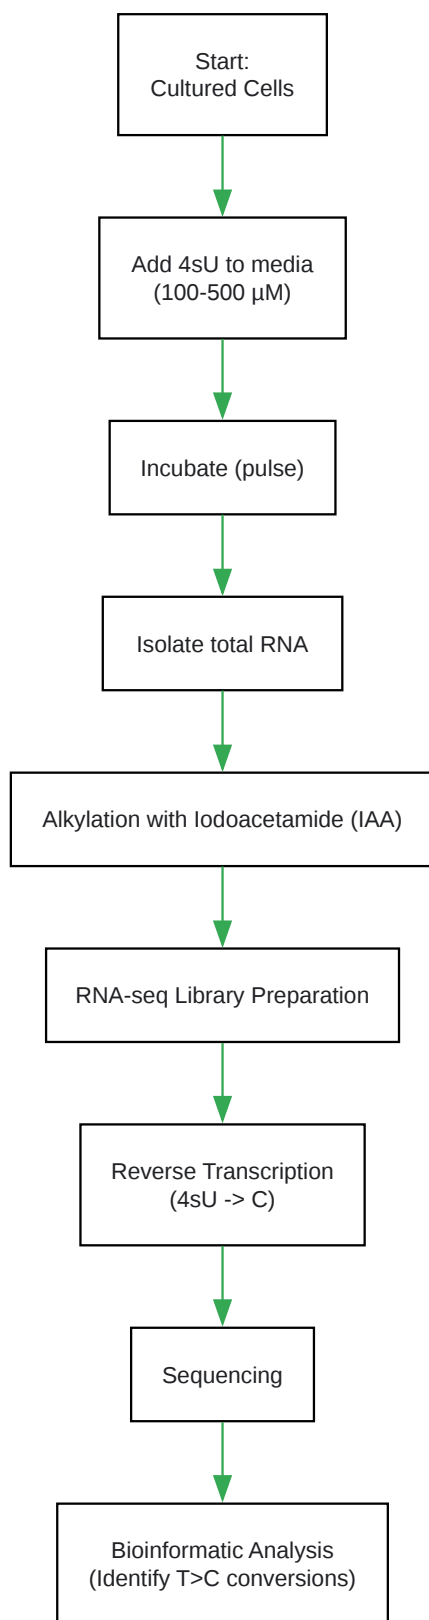 Start:
Cultured Cells
Add 4sU to media
(100-500 µM)
Incubate (pulse)
Isolate total RNA
Alkylation with Iodoacetamide (IAA)
RNA-seq Library Preparation
Reverse Transcription
(4sU -> C)
Sequencing
Bioinformatic Analysis
(Identify T>C conversions)